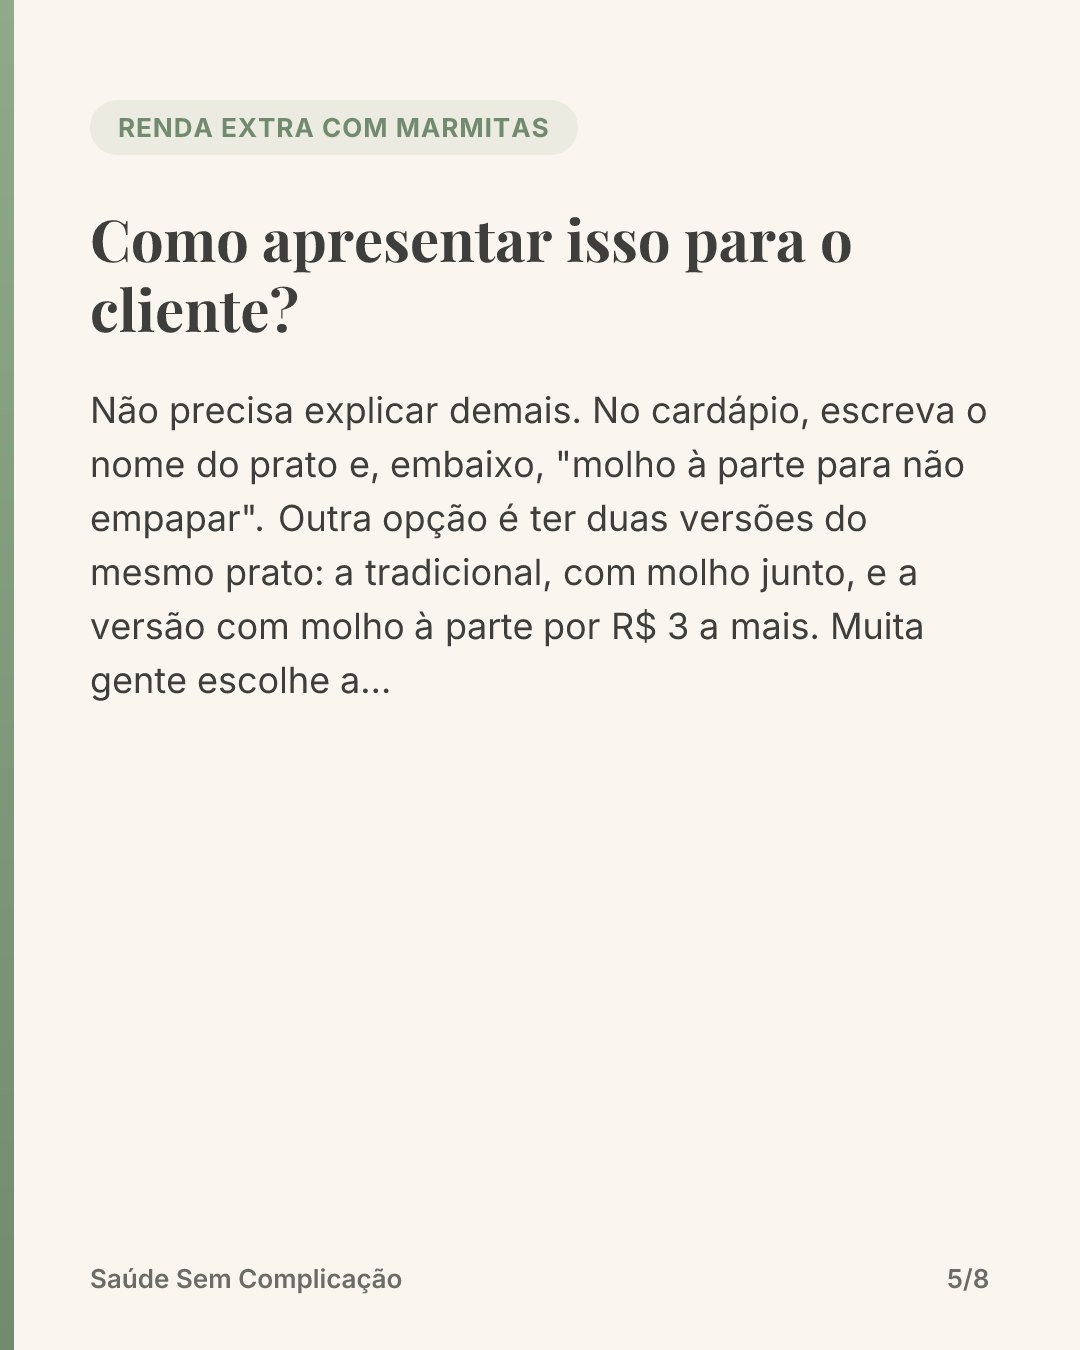 RENDA EXTRA COM MARMITAS
Como apresentar isso para o
cliente?
Não precisa explicar demais. No cardápio, escreva o
nome do prato e, embaixo, "molho à parte para não
empapar". Outra opção é ter duas versões do
mesmo prato: a tradicional, com molho junto, e a
versão com molho à parte por R$ 3 a mais. Muita
gente escolhe a...
Saúde Sem Complicação
5/8